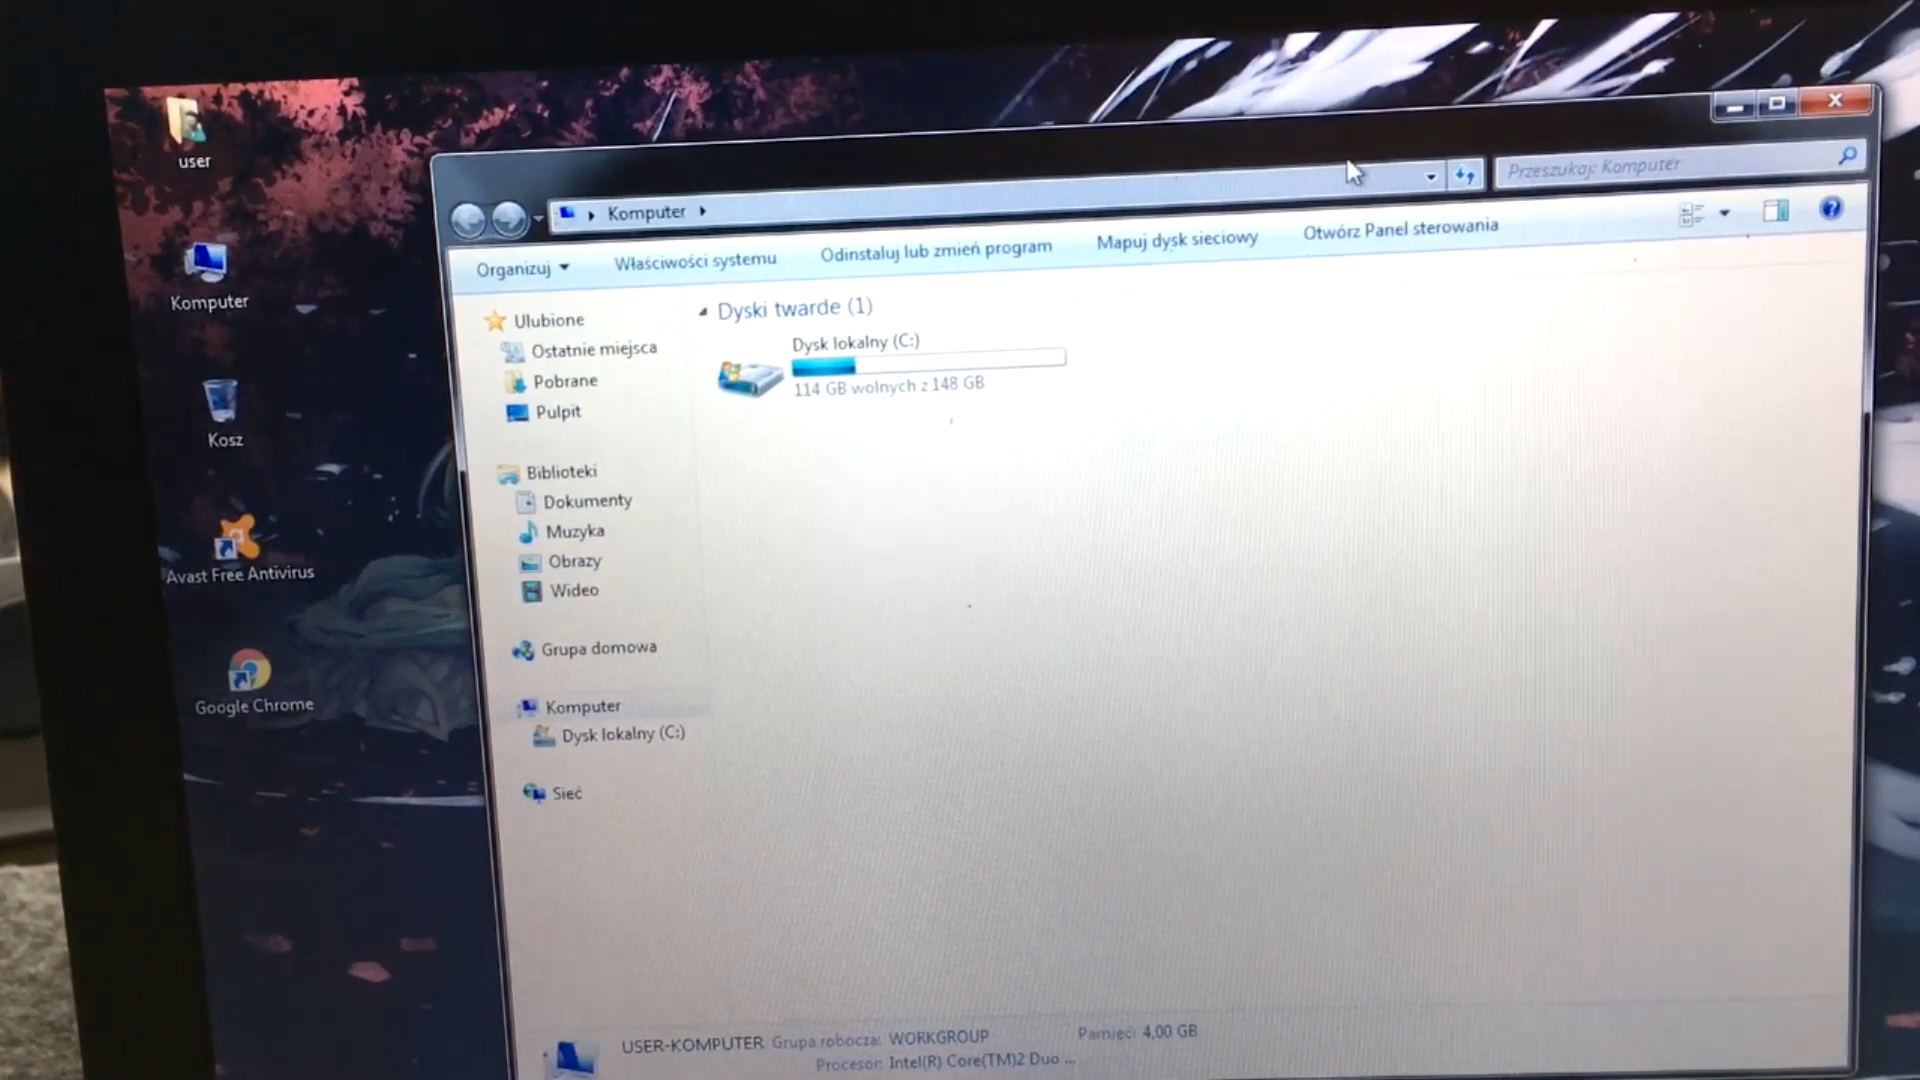 user
Komputer
Kosz
Avast Free Antivirus
Google Chrome
Komputer
Przeszukaj: Komputer
Organizuj
Właściwości systemu
Odinstaluj lub zmień program
Mapuj dysk sieciowy
Otwórz Panel sterowania
Ulubione
Ostatnie miejsca
Pobrane
Pulpit
Biblioteki
Dokumenty
Muzyka
Obrazy
Wideo
Grupa domowa
Komputer
Dysk lokalny (C:)
Sieć
Dyski twarde (1)
Dysk lokalny (C:)
114 GB wolnych z 148 GB
USER-KOMPUTER Grupa robocza: WORKGROUP Pamięć: 4,00 GB
Procesor: Intel(R) Core(TM)2 Duo ...